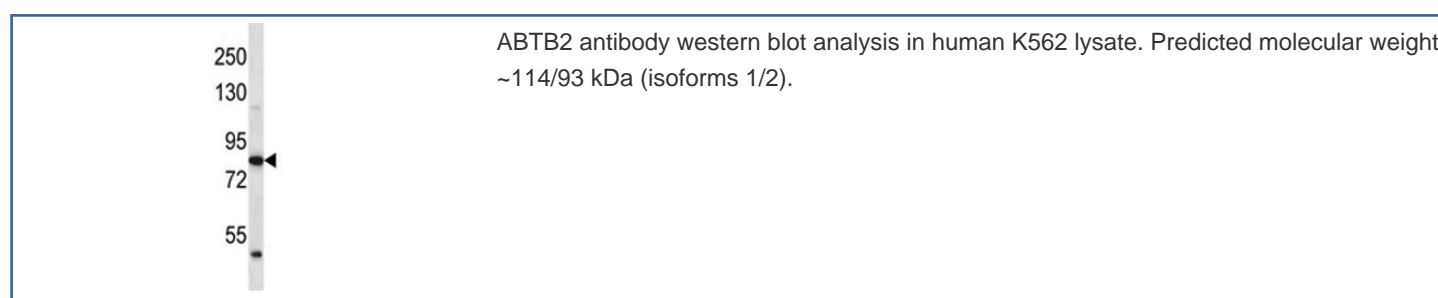 ABTB2 antibody western blot analysis in human K562 lysate. Predicted molecular weight
~114/93 kDa (isoforms 1/2).
250
130
95
72
55